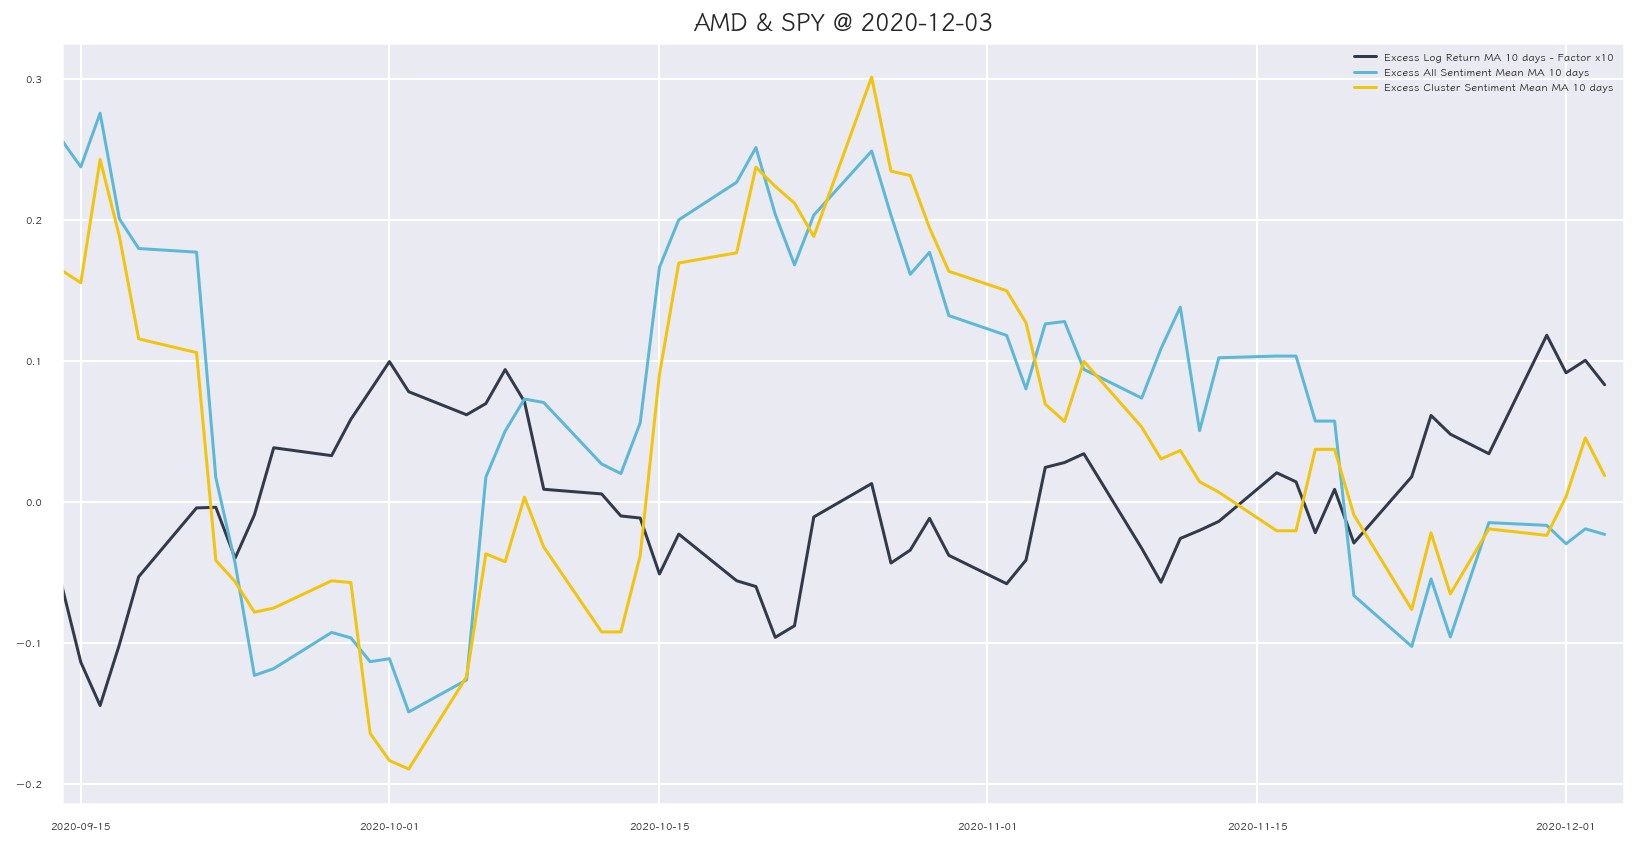 AMD & SPY @ 2020-12-03
Excess Log Return MA 10 days - Factor x10
Excess All Sentiment Mean MA 10 days
Excess Cluster Sentiment Mean MA 10 days
0.3
0.2
0.1
0.0
−0.1
−0.2
2020-09-15 2020-10-01 2020-10-15 2020-11-01 2020-11-15 2020-12-01